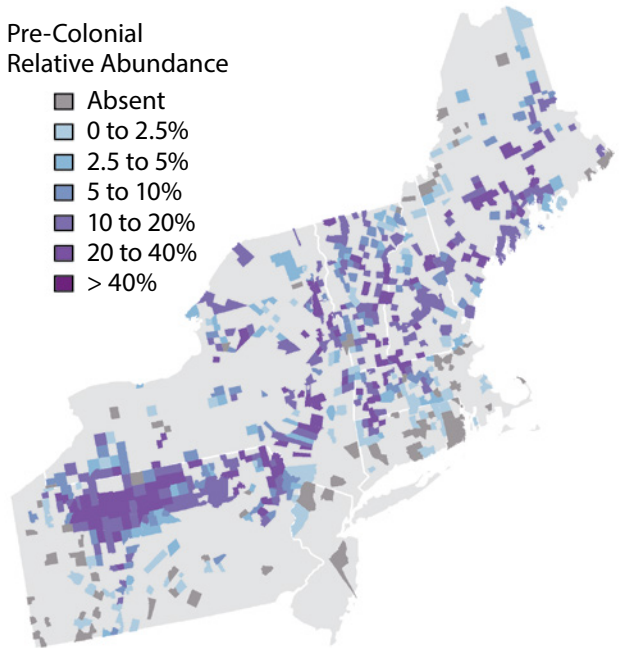 Pre-Colonial
Relative Abundance
Absent
0 to 2.5%
2.5 to 5%
5 to 10%
10 to 20%
20 to 40%
> 40%